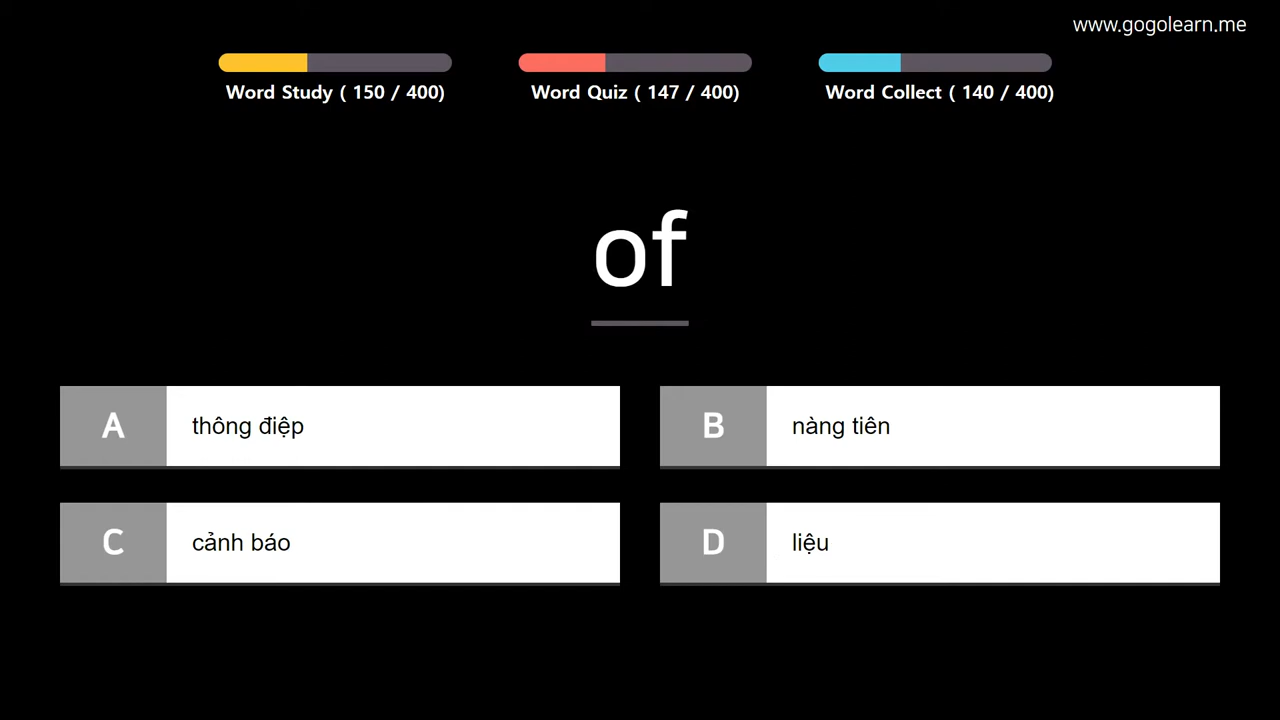 www.gogolearn.me
Word Study ( 150 / 400)
Word Quiz ( 147 / 400)
Word Collect ( 140 / 400)
of
A thông điệp
B nàng tiên
C cảnh báo
D liệu